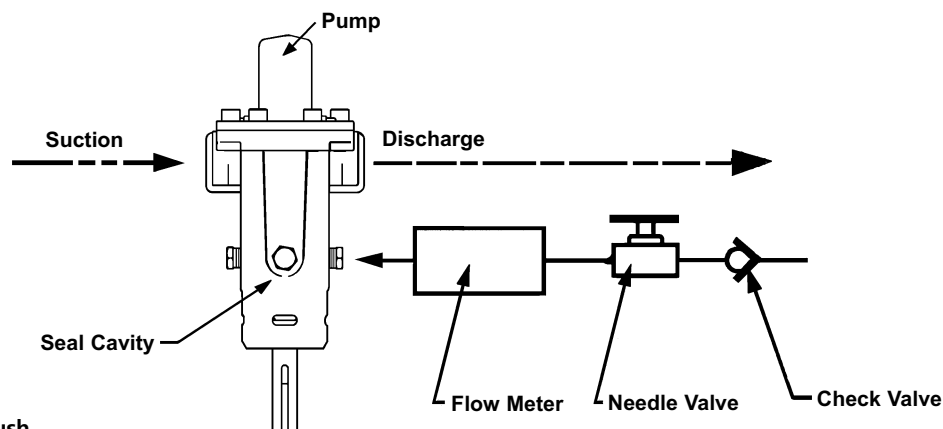 Pump
Suction
Discharge
Seal Cavity
Flow Meter
Needle Valve
Check Valve